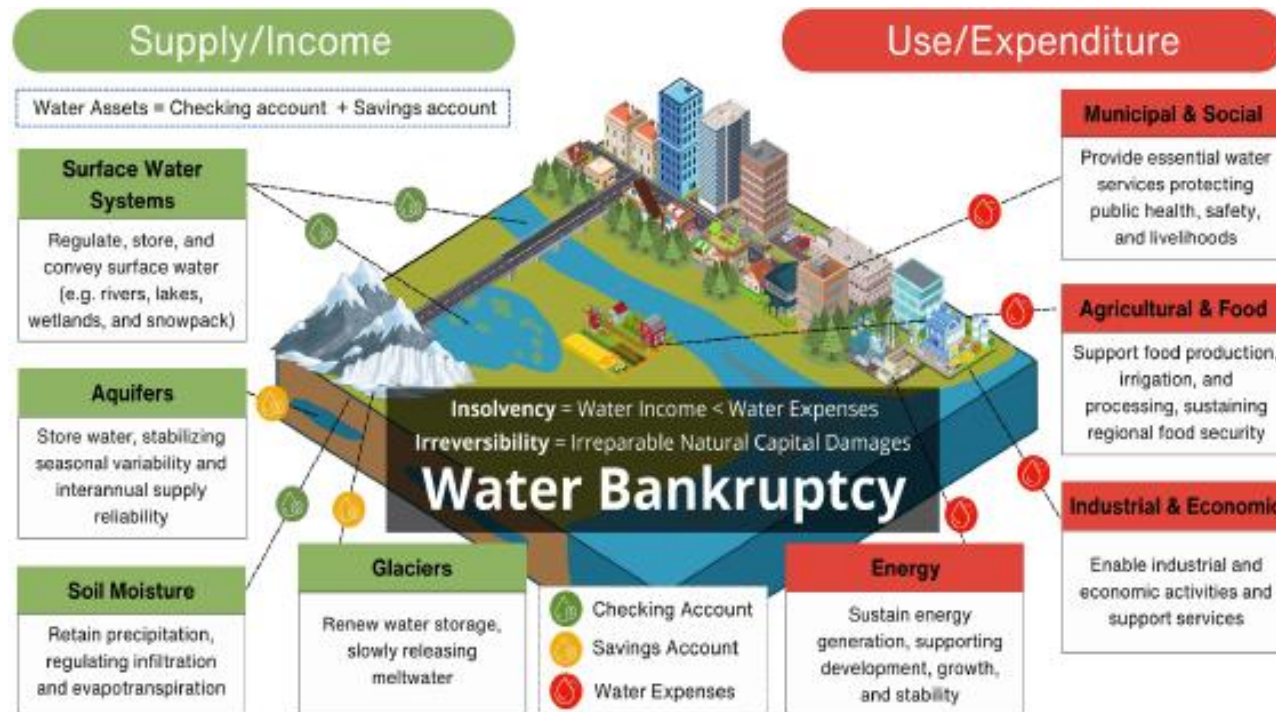 Supply/Income
Use/Expenditure
Water Assets = Checking account + Savings account
Surface Water
Systems
Regulate, store, and
convey surface water
(e.g. rivers, lakes,
wetlands, and snowpack)
Aquifers
Store water, stabilizing
seasonal variability and
interannual supply
reliability
Soil Moisture
Retain precipitation,
regulating infiltration
and evapotranspiration
Glaciers
Renew water storage,
slowly releasing
meltwater
Insolvency = Water Income < Water Expenses
Irreversibility = Irreparable Natural Capital Damages
Water Bankruptcy
Checking Account
Savings Account
Water Expenses
Municipal & Social
Provide essential water
services protecting
public health, safety,
and livelihoods
Agricultural & Food
Support food production,
irrigation, and
processing, sustaining
regional food security
Industrial & Economic
Enable industrial and
economic activities and
support services
Energy
Sustain energy
generation, supporting
development, growth,
and stability